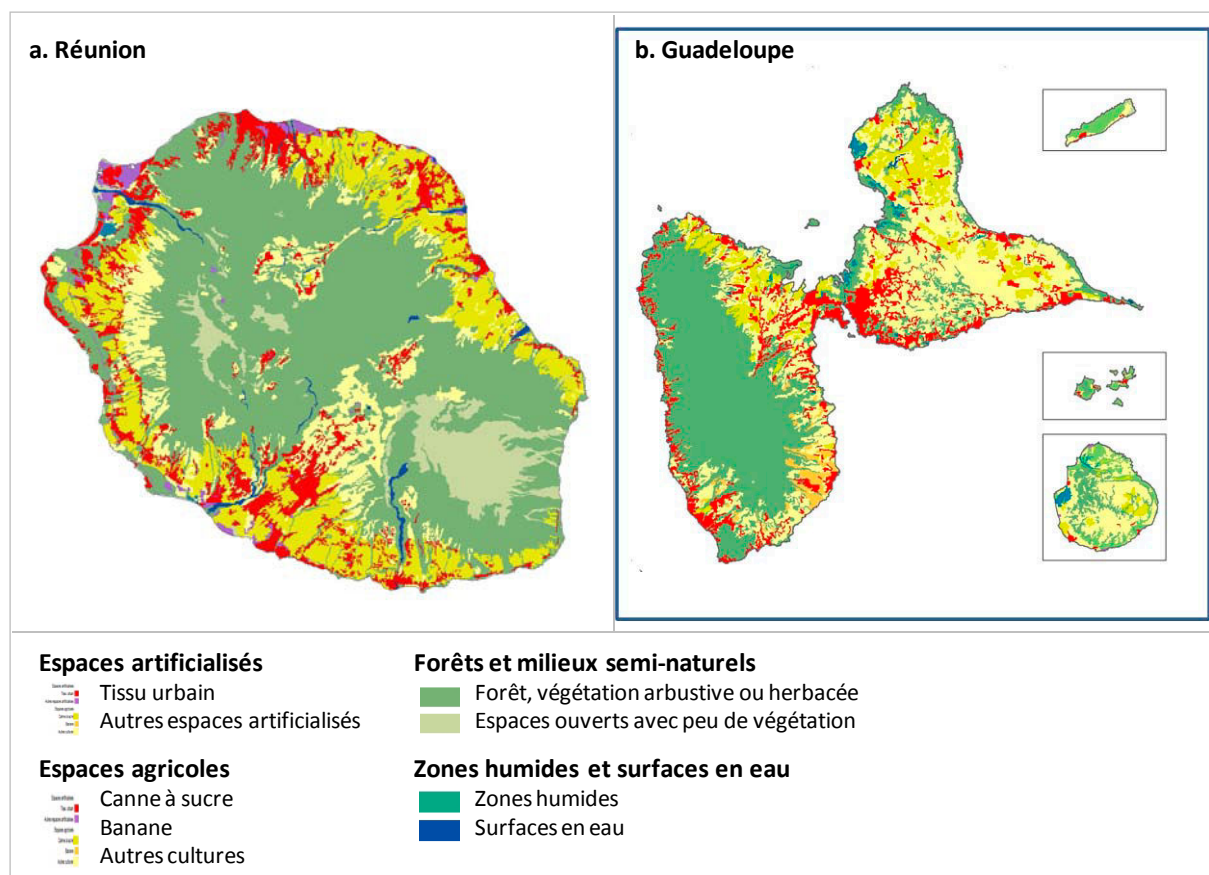 a. Réunion
b. Guadeloupe
Espaces artificialisés
Tissu urbain
Autres espaces artificialisés
Espaces agricoles
Canne à sucre
Banane
Autres cultures
Forêts et milieux semi-naturels
Forêt, végétation arbustive ou herbacée
Espaces ouverts avec peu de végétation
Zones humides et surfaces en eau
Zones humides
Surfaces en eau